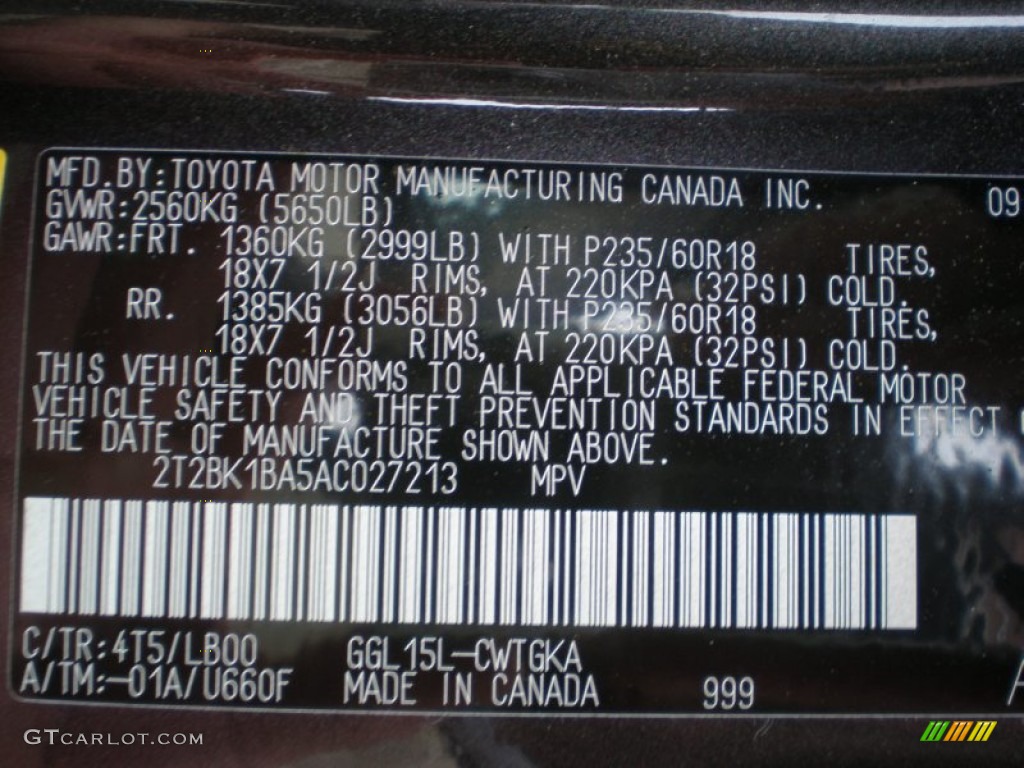 MFD.BY:TOYOTA MOTOR MANUFACTURING CANADA INC. 09
GVWR:2560KG (5650LB)
GAWR:FRT. 1360KG (2999LB) WITH P235/60R18 TIRES,
18X7 1/2J RIMS, AT 220KPA (32PSI) COLD.
RR. 1385KG (3056LB) WITH P235/60R18 TIRES,
18X7 1/2J RIMS, AT 220KPA (32PSI) COLD.
THIS VEHICLE CONFORMS TO ALL APPLICABLE FEDERAL MOTOR
VEHICLE SAFETY AND THEFT PREVENTION STANDARDS IN EFFECT
THE DATE OF MANUFACTURE SHOWN ABOVE.
2T2BK1BA5AC027213 MPV
C/TR:4T5/LB00 GGL15L-CWTGKA
A/TM:-01A/U660F MADE IN CANADA 999
GTCARLOT.COM